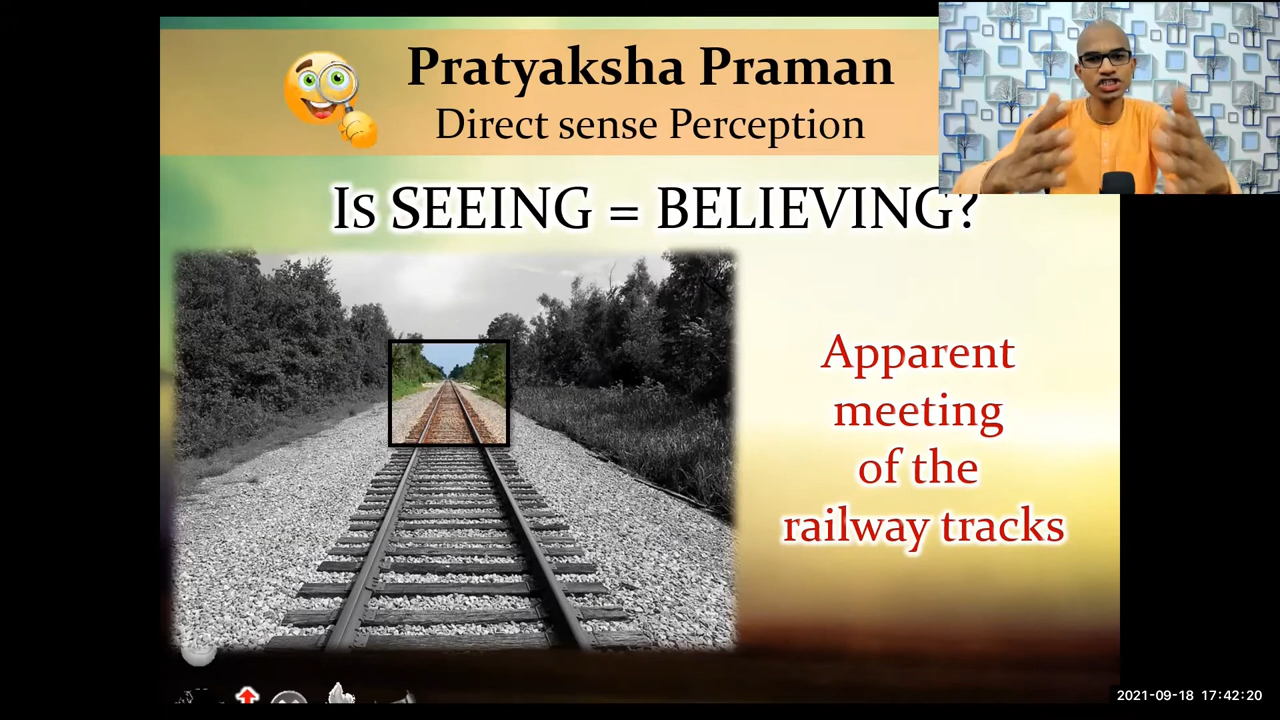 Pratyaksha Praman
Direct sense Perception
Is SEEING = BELIEVING?
Apparent
meeting
of the
railway tracks
2021-09-18 17:42:20